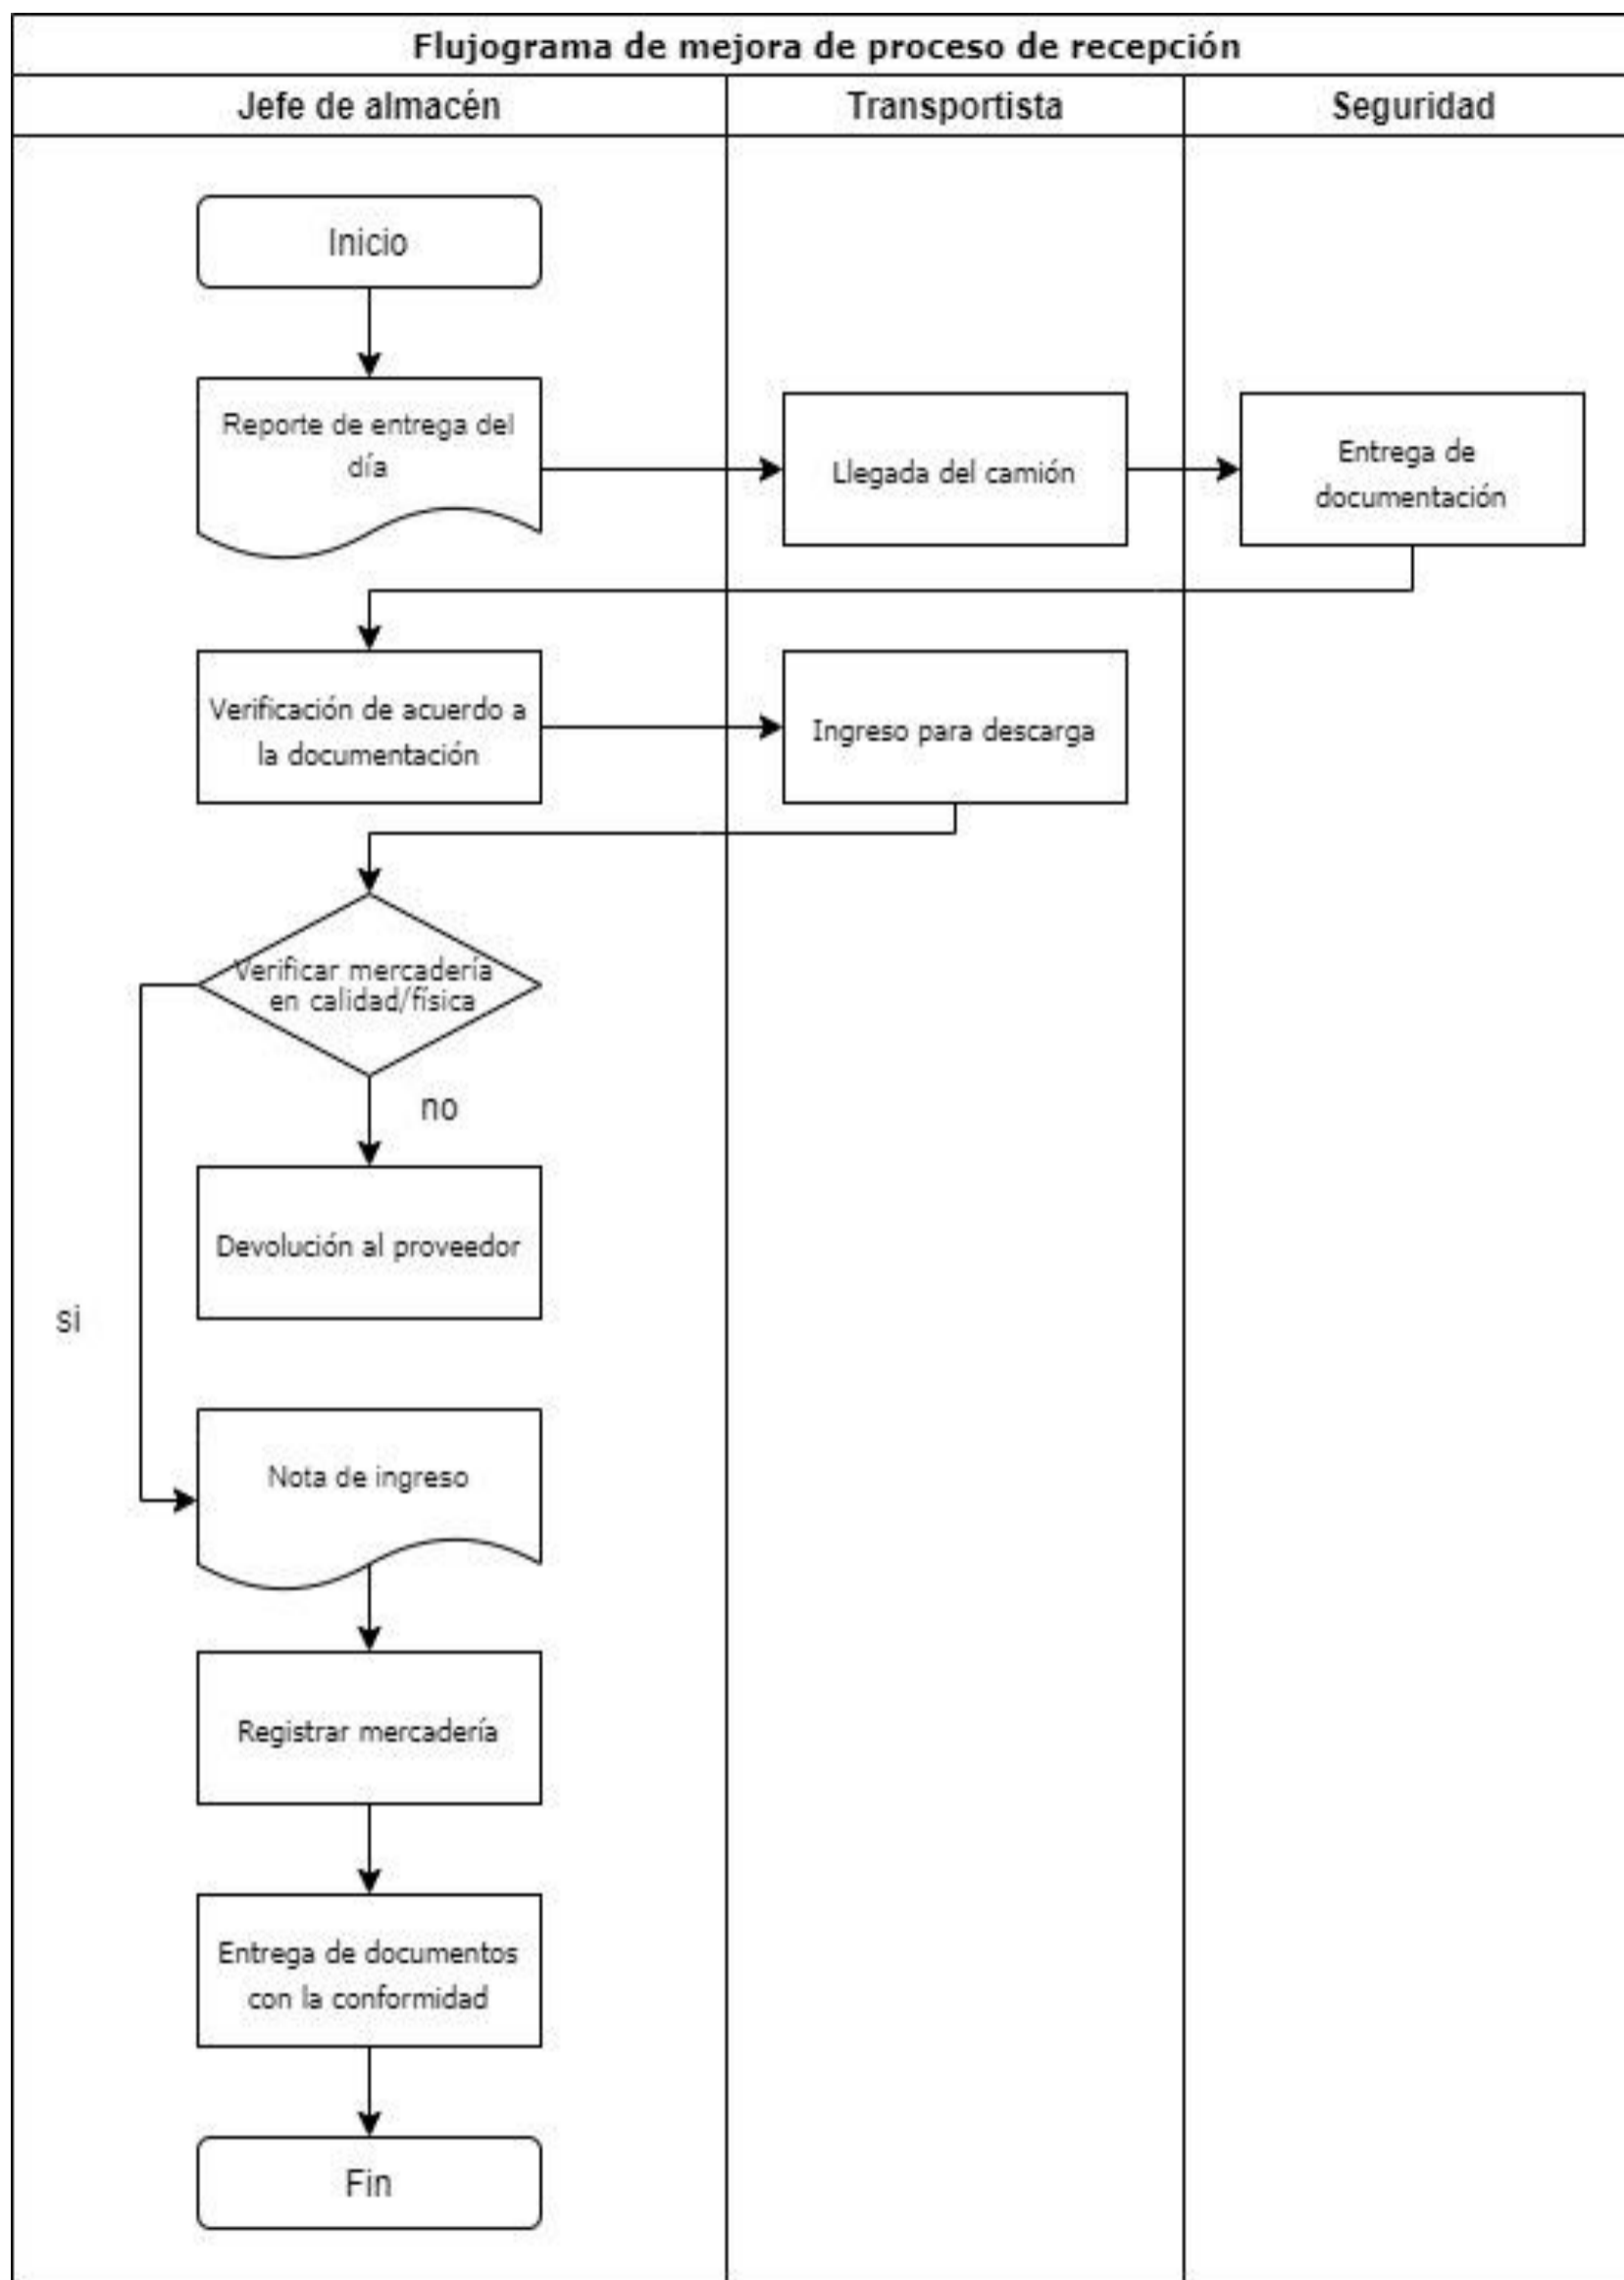 Flujograma de mejora de proceso de recepción
Jefe de almacén
Transportista
Seguridad
Inicio
Reporte de entrega del
día
Llegada del camión
Entrega de
documentación
Verificación de acuerdo a
la documentación
Ingreso para descarga
Verificar mercadería
en calidad/física
no
Devolución al proveedor
si
Nota de ingreso
Registrar mercadería
Entrega de documentos
con la conformidad
Fin